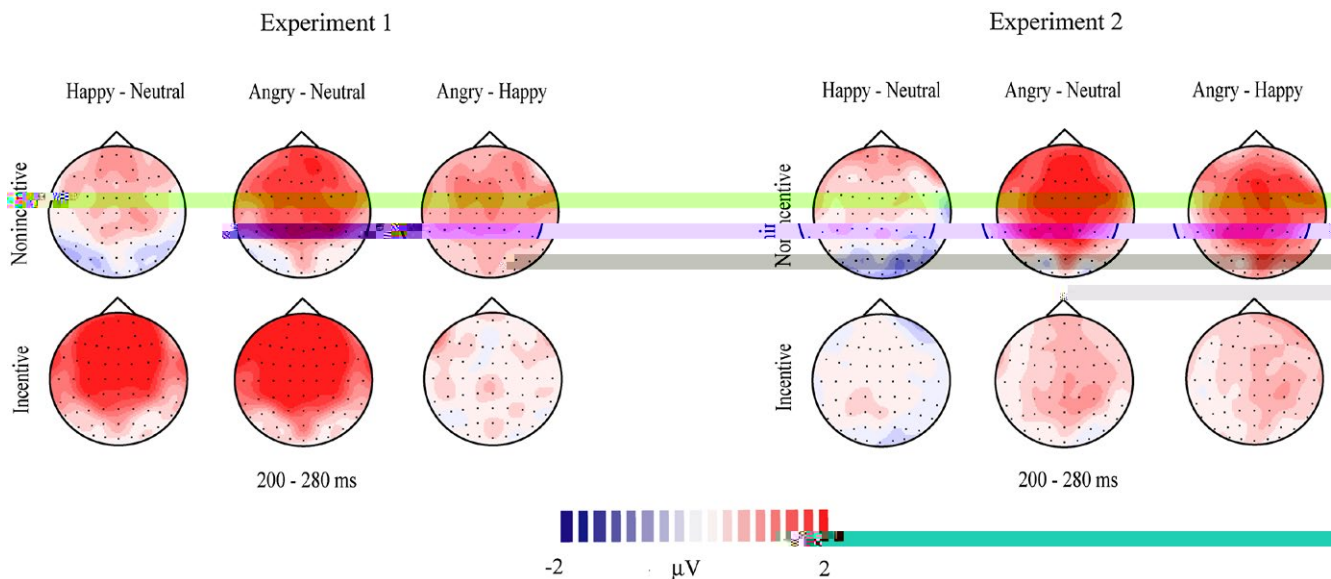 Experiment 1
Experiment 2
Happy - Neutral
Angry - Neutral
Angry - Happy
Happy - Neutral
Angry - Neutral
Angry - Happy
Nonincentive
Incentive
Incentive
200 - 280 ms
200 - 280 ms
-2
μV
2